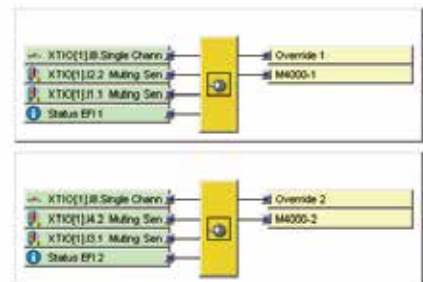 XTIO[1].I8.Single Chann
XTIO[1].I2.2 Muting Sen
XTIO[1].I1.1 Muting Sen
Status EFI 1
Override 1
M4000-1
XTIO[1].I8.Single Chann
XTIO[1].I4.2 Muting Sen
XTIO[1].I3.1 Muting Sen
Status EFI 2
Override 2
M4000-2